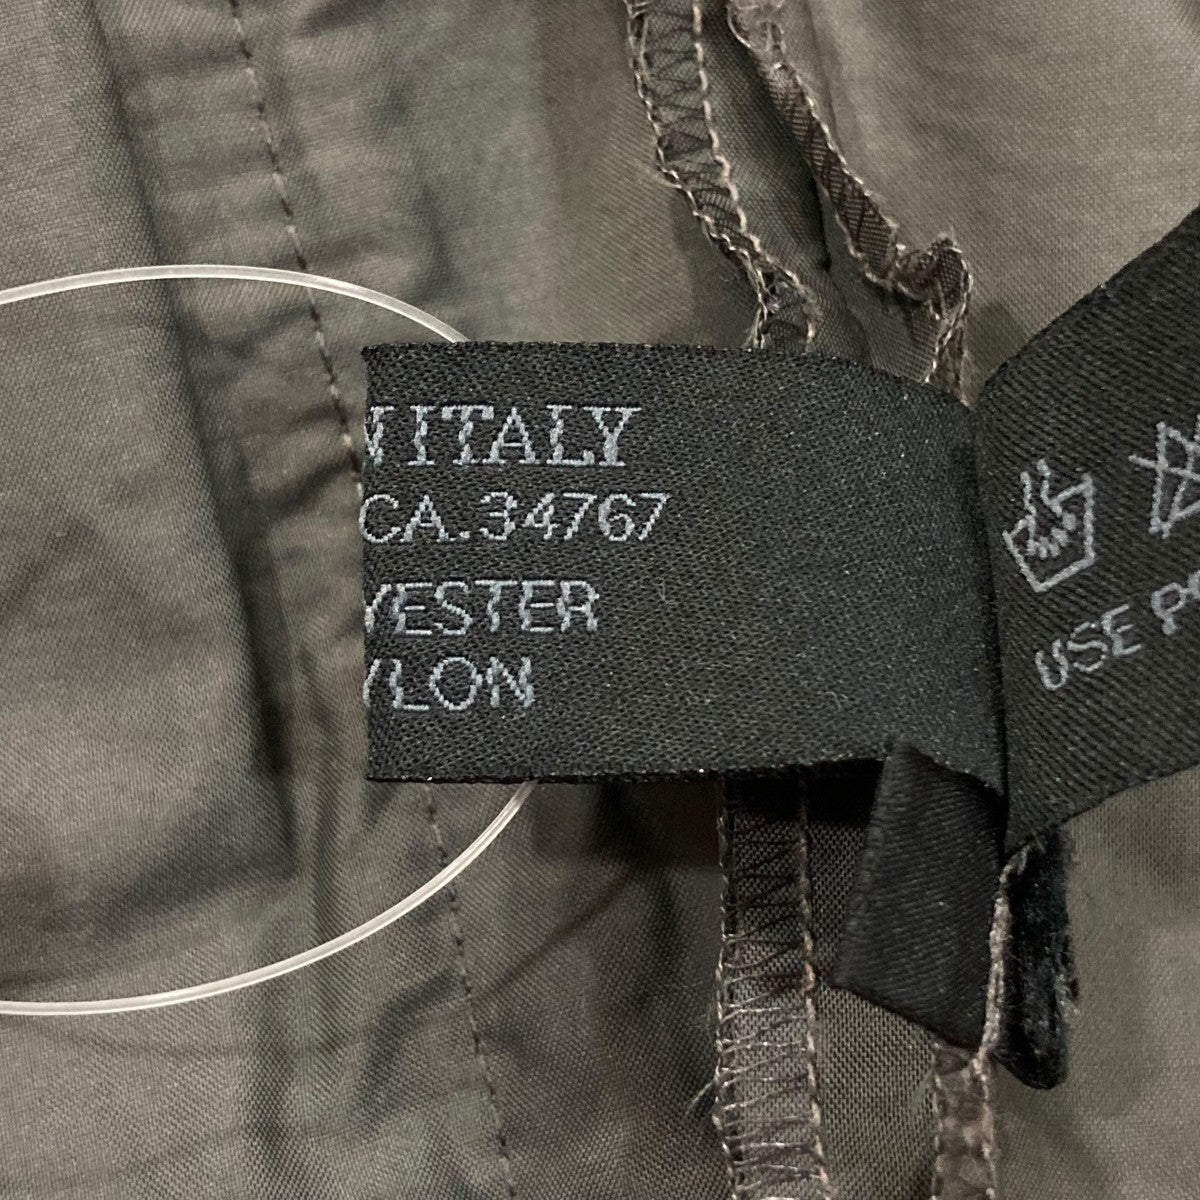 N ITALY
CA.34767
YESTER
YLON
USE P